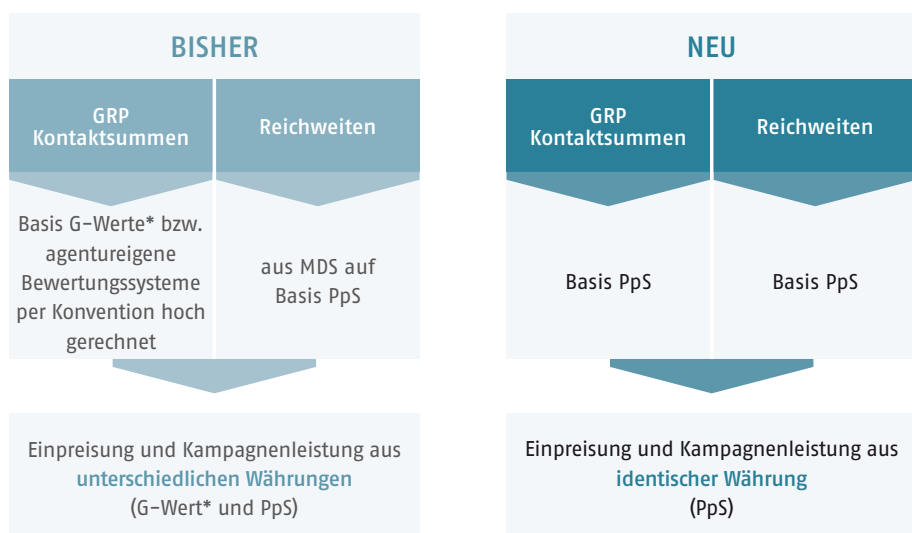 BISHER
GRP
Kontaktsummen
Reichweiten
Basis G-Werte* bzw.
agentureigene
Bewertungssysteme
per Konvention hoch
gerechnet
aus MDS auf
Basis PpS
Einpreisung und Kampagnenleistung aus
unterschiedlichen Währungen
(G-Wert* und PpS)
NEU
GRP
Kontaktsummen
Reichweiten
Basis PpS
Basis PpS
Einpreisung und Kampagnenleistung aus
identischer Währung
(PpS)